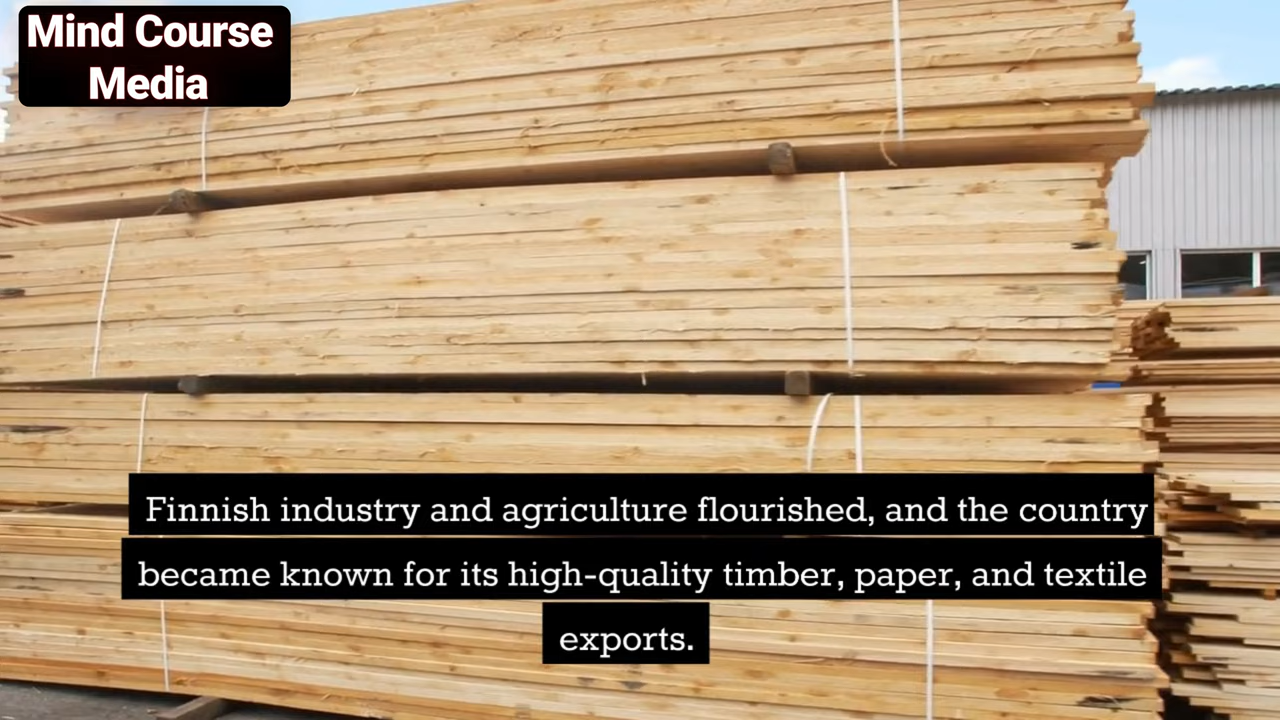 Mind Course
Media
Finnish industry and agriculture flourished, and the country
became known for its high-quality timber, paper, and textile
exports.